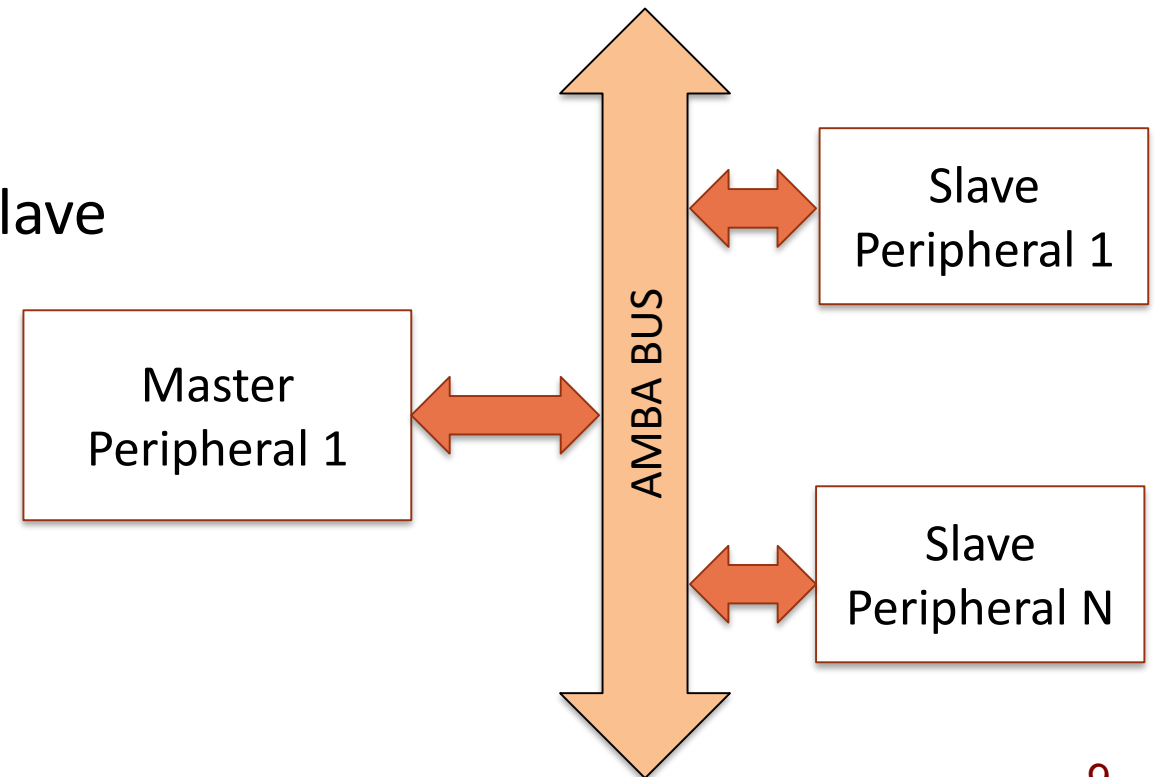 lave
Slave
Peripheral 1
Master
Peripheral 1
AMBA BUS
Slave
Peripheral N